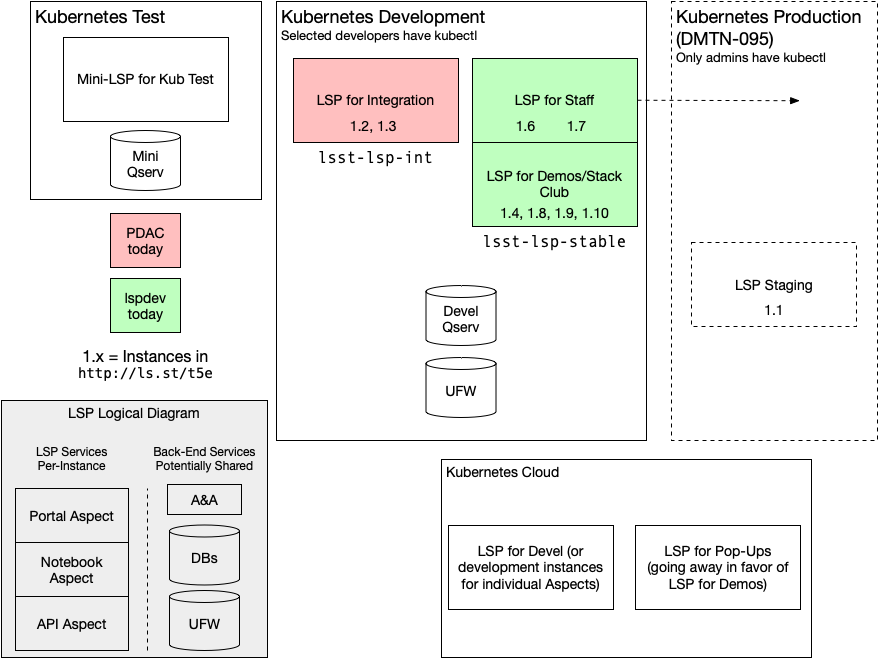 Kubernetes Test
Mini-LSP for Kub Test
Mini
Qserv
PDAC
today
lspdev
today
1.x = Instances in
http://ls.st/t5e
Kubernetes Development
Selected developers have kubectl
LSP for Integration
1.2, 1.3
lsst-lsp-int
LSP for Staff
1.6 1.7
LSP for Demos/Stack
Club
1.4, 1.8, 1.9, 1.10
lsst-lsp-stable
Devel
Qserv
UFW
Kubernetes Production
(DMTN-095)
Only admins have kubectl
LSP Staging
1.1
LSP Logical Diagram
LSP Services
Per-Instance
Portal Aspect
Notebook
Aspect
API Aspect
Back-End Services
Potentially Shared
A&A
DBs
UFW
Kubernetes Cloud
LSP for Devel (or
development instances
for individual Aspects)
LSP for Pop-Ups
(going away in favor of
LSP for Demos)